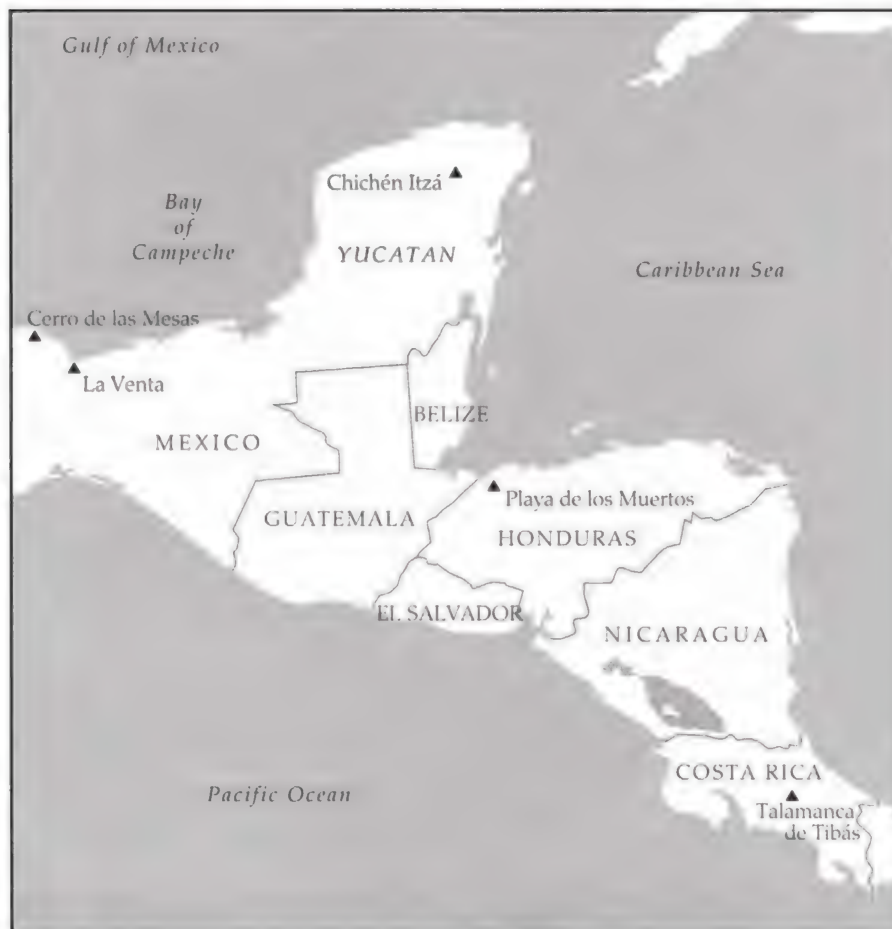 Gulf of Mexico
Chichén Itzá
Bay
of
Campeche
YUCATAN
Caribbean Sea
Cerro de las Mesas
La Venta
BELIZE
MEXICO
Playa de los Muertos
GUATEMALA
HONDURAS
EL SALVADOR
NICARAGUA
COSTA RICA
Pacific Ocean
Talamanca
de Tibás